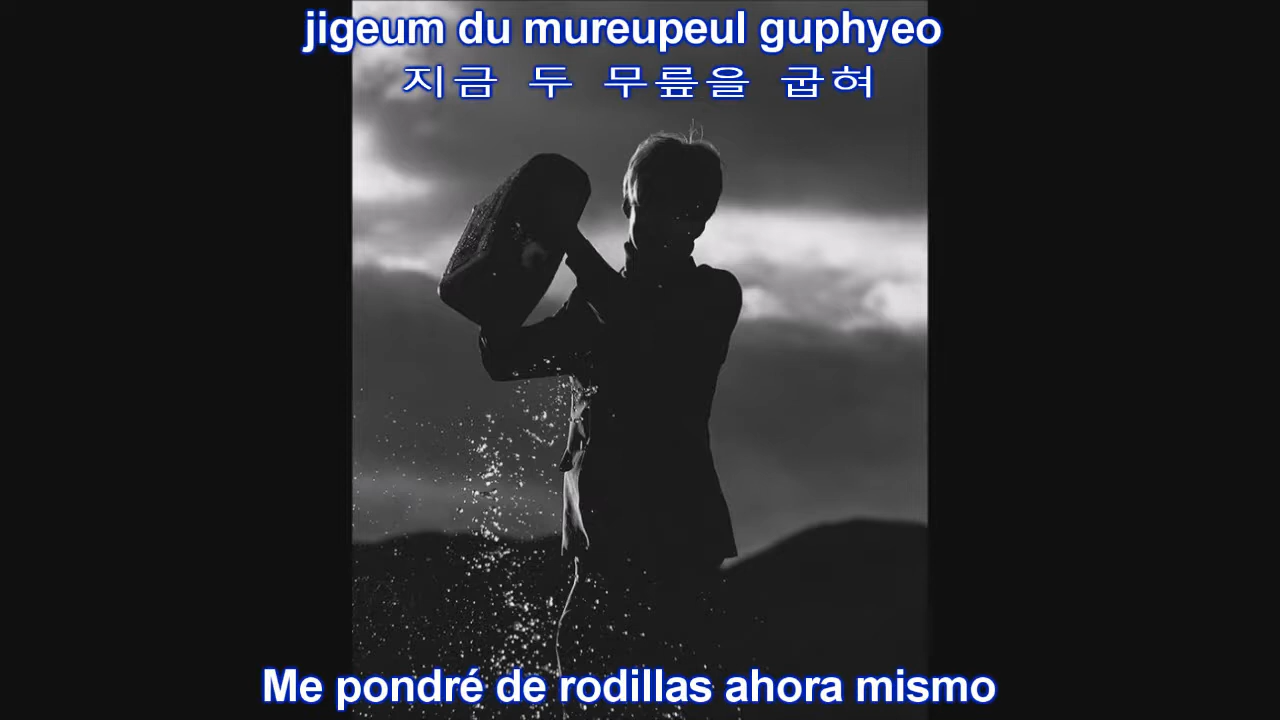 jigeum du mureupeul guphyeo
지금 두 무릎을 굽혀
Me pondré de rodillas ahora mismo